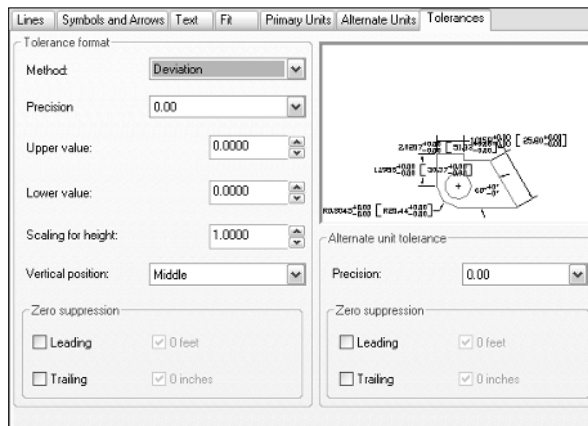 Lines Symbols and Arrows Text Fit Primary Units Alternate Units Tolerances
Tolerance format
Method: Deviation
Precision 0.00
Upper value: 0.0000
Lower value: 0.0000
Scaling for height: 1.0000
Vertical position: Middle
Zero suppression
Leading 0 feet
Trailing 0 inches
Alternate unit tolerance
Precision: 0.00
Zero suppression
Leading 0 feet
Trailing 0 inches